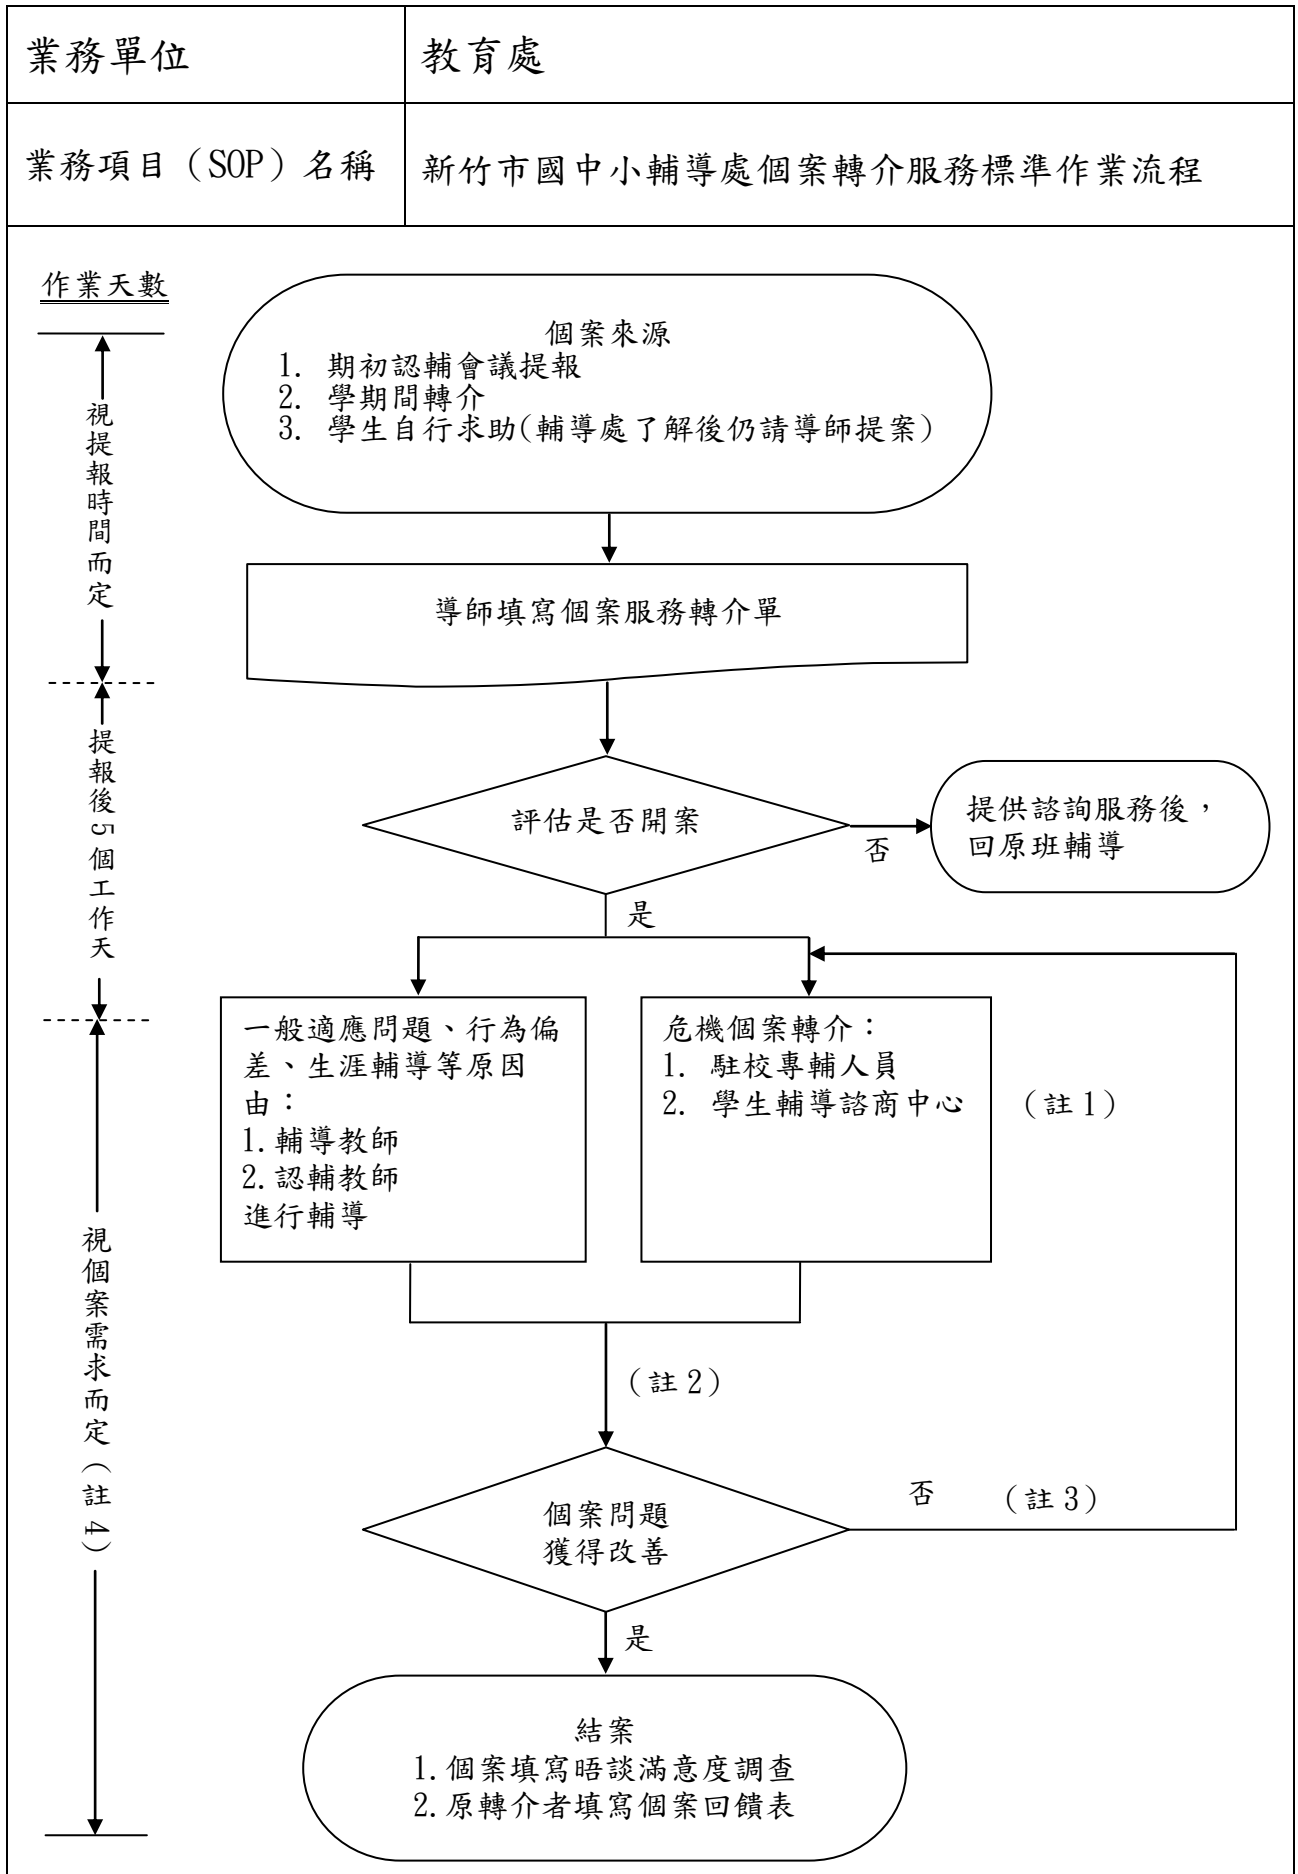 業務單位
教育處
業務項目（SOP）名稱
新竹市國中小輔導處個案轉介服務標準作業流程
作業天數
個案來源
1. 期初認輔會議提報
2. 學期間轉介
3. 學生自行求助(輔導處了解後仍請導師提案)
視提報時間而定
導師填寫個案服務轉介單
提報後5個工作天
評估是否開案
否
提供諮詢服務後，
回原班輔導
是
一般適應問題、行為偏
差、生涯輔導等原因
由：
1.輔導教師
2.認輔教師
進行輔導
危機個案轉介：
1. 駐校專輔人員
2. 學生輔導諮商中心
（註1）
視個案需求而定（註4）
（註2）
個案問題
獲得改善
否
（註3）
是
結案
1.個案填寫晤談滿意度調查
2.原轉介者填寫個案回饋表